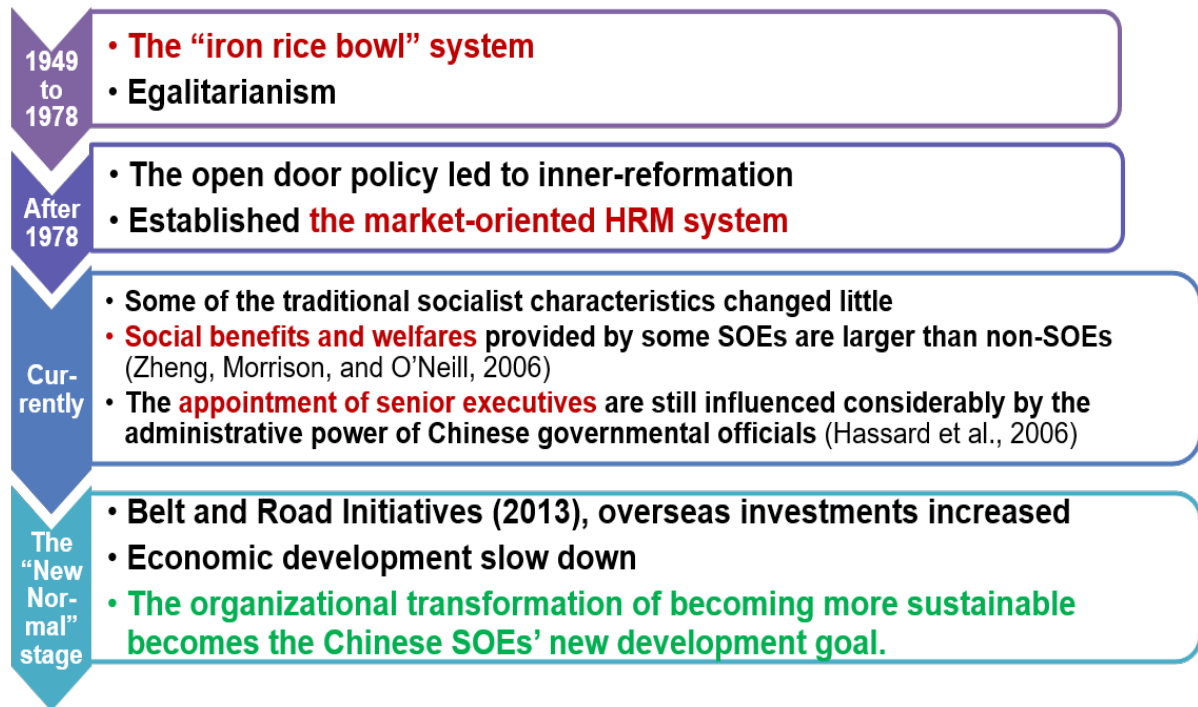 1949
to
1978
• The “iron rice bowl” system
• Egalitarianism
After
1978
• The open door policy led to inner-reformation
• Established the market-oriented HRM system
Cur-
rently
• Some of the traditional socialist characteristics changed little
• Social benefits and welfares provided by some SOEs are larger than non-SOEs
(Zheng, Morrison, and O’Neill, 2006)
• The appointment of senior executives are still influenced considerably by the
administrative power of Chinese governmental officials (Hassard et al., 2006)
The
“New
Nor-
mal”
stage
• Belt and Road Initiatives (2013), overseas investments increased
• Economic development slow down
• The organizational transformation of becoming more sustainable
becomes the Chinese SOEs’ new development goal.